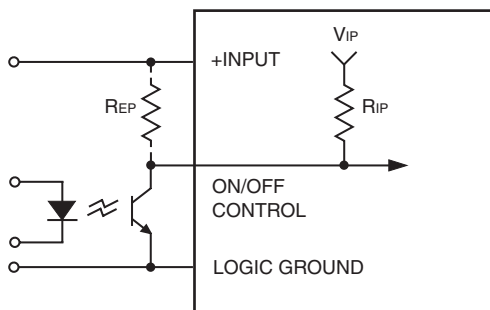 VIP
+INPUT
REP
RIP
ON/OFF
CONTROL
LOGIC GROUND